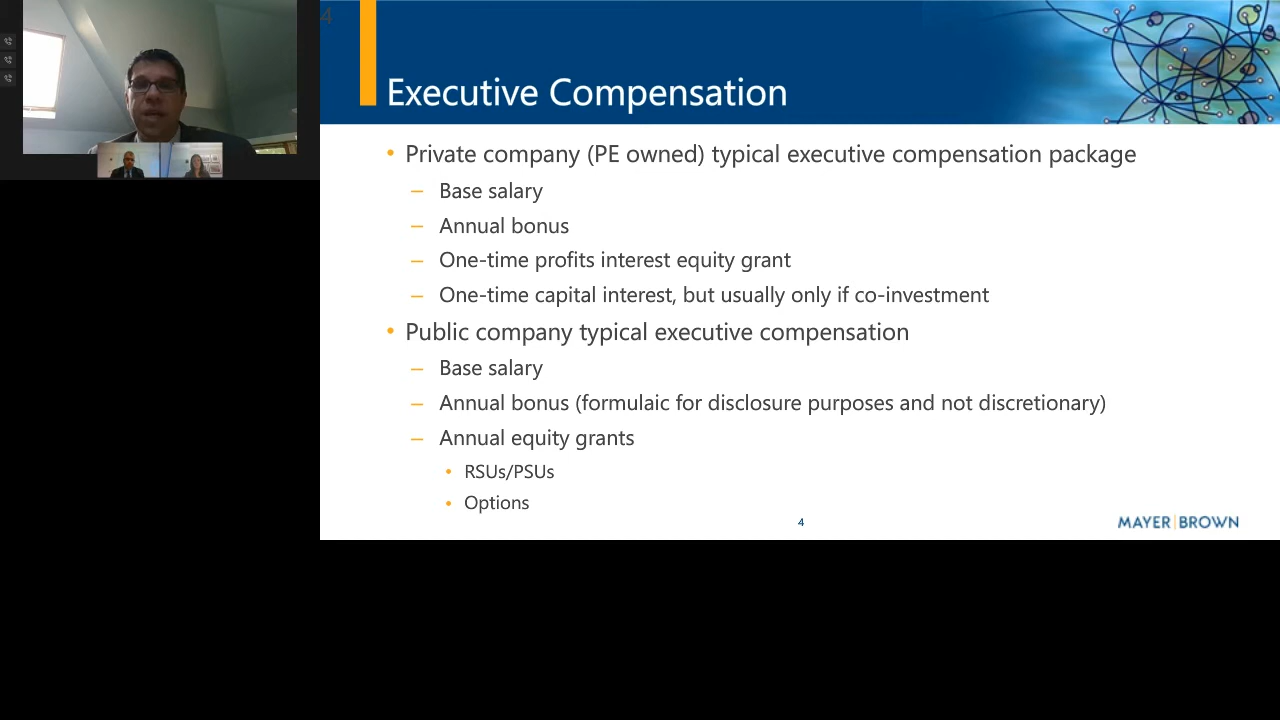 4
Executive Compensation
• Private company (PE owned) typical executive compensation package
– Base salary
– Annual bonus
– One-time profits interest equity grant
– One-time capital interest, but usually only if co-investment
• Public company typical executive compensation
– Base salary
– Annual bonus (formulaic for disclosure purposes and not discretionary)
– Annual equity grants
• RSUs/PSUs
• Options
4
MAYER|BROWN